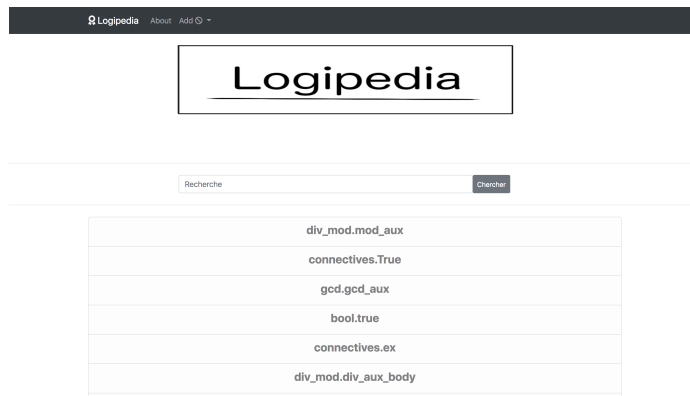 Logipedia About Add
Logipedia
Recherche Chercher
div_mod.mod_aux
connectives.True
gcd.gcd_aux
bool.true
connectives.ex
div_mod.div_aux_body